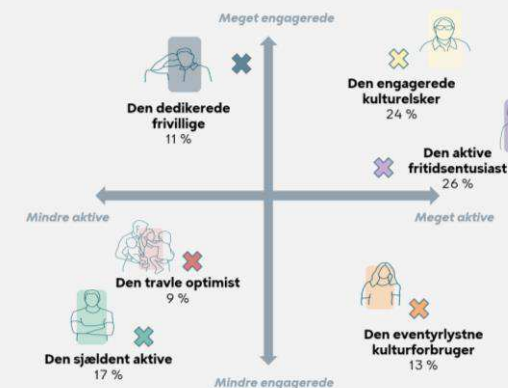 Meget engagerede
Den dedikerede
frivillige
11 %
Den engagerede
kulturelsker
24 %
Den aktive
fritidsentusiast
26 %
Mindre aktive
Meget aktive
Den travle optimist
9 %
Den sjældent aktive
17 %
Den eventyrlystne
kulturforbruger
13 %
Mindre engagerede